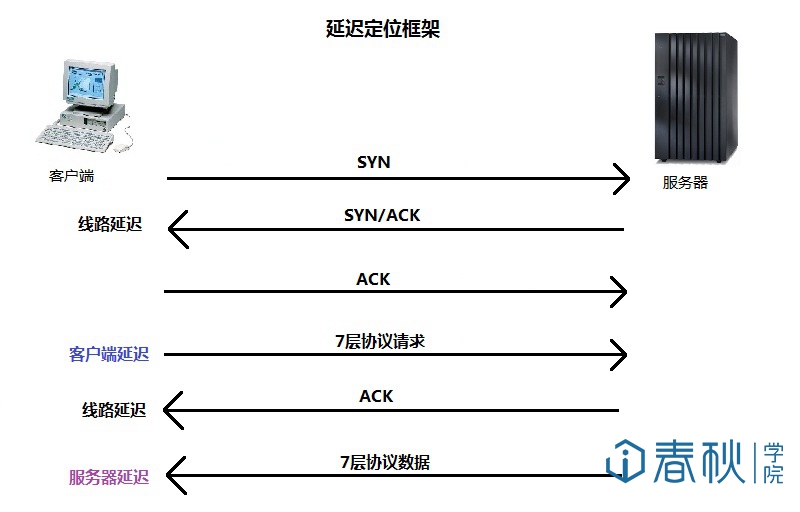 延迟定位框架
客户端
服务器
SYN
线路延迟
SYN/ACK
ACK
客户端延迟
7层协议请求
线路延迟
ACK
服务器延迟
7层协议数据
春秋
学院